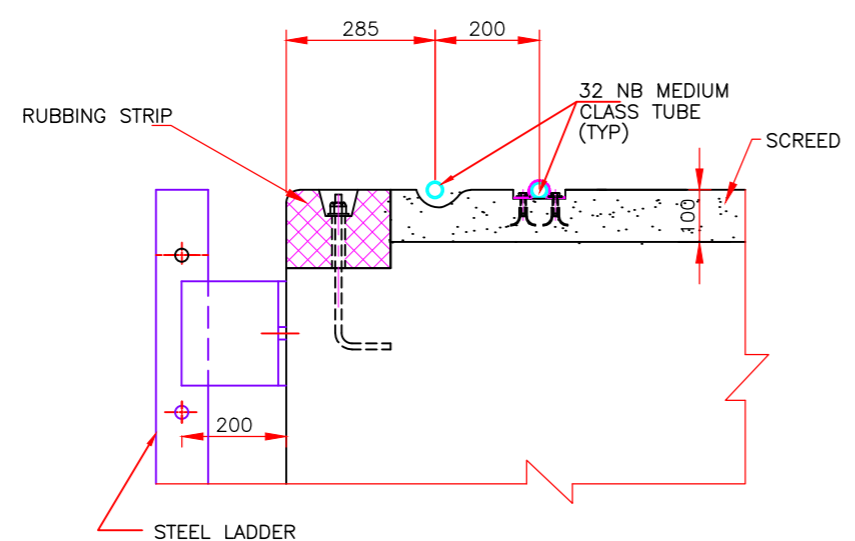 285
200
32 NB MEDIUM
CLASS TUBE
(TYP)
RUBBING STRIP
SCREED
100
200
STEEL LADDER